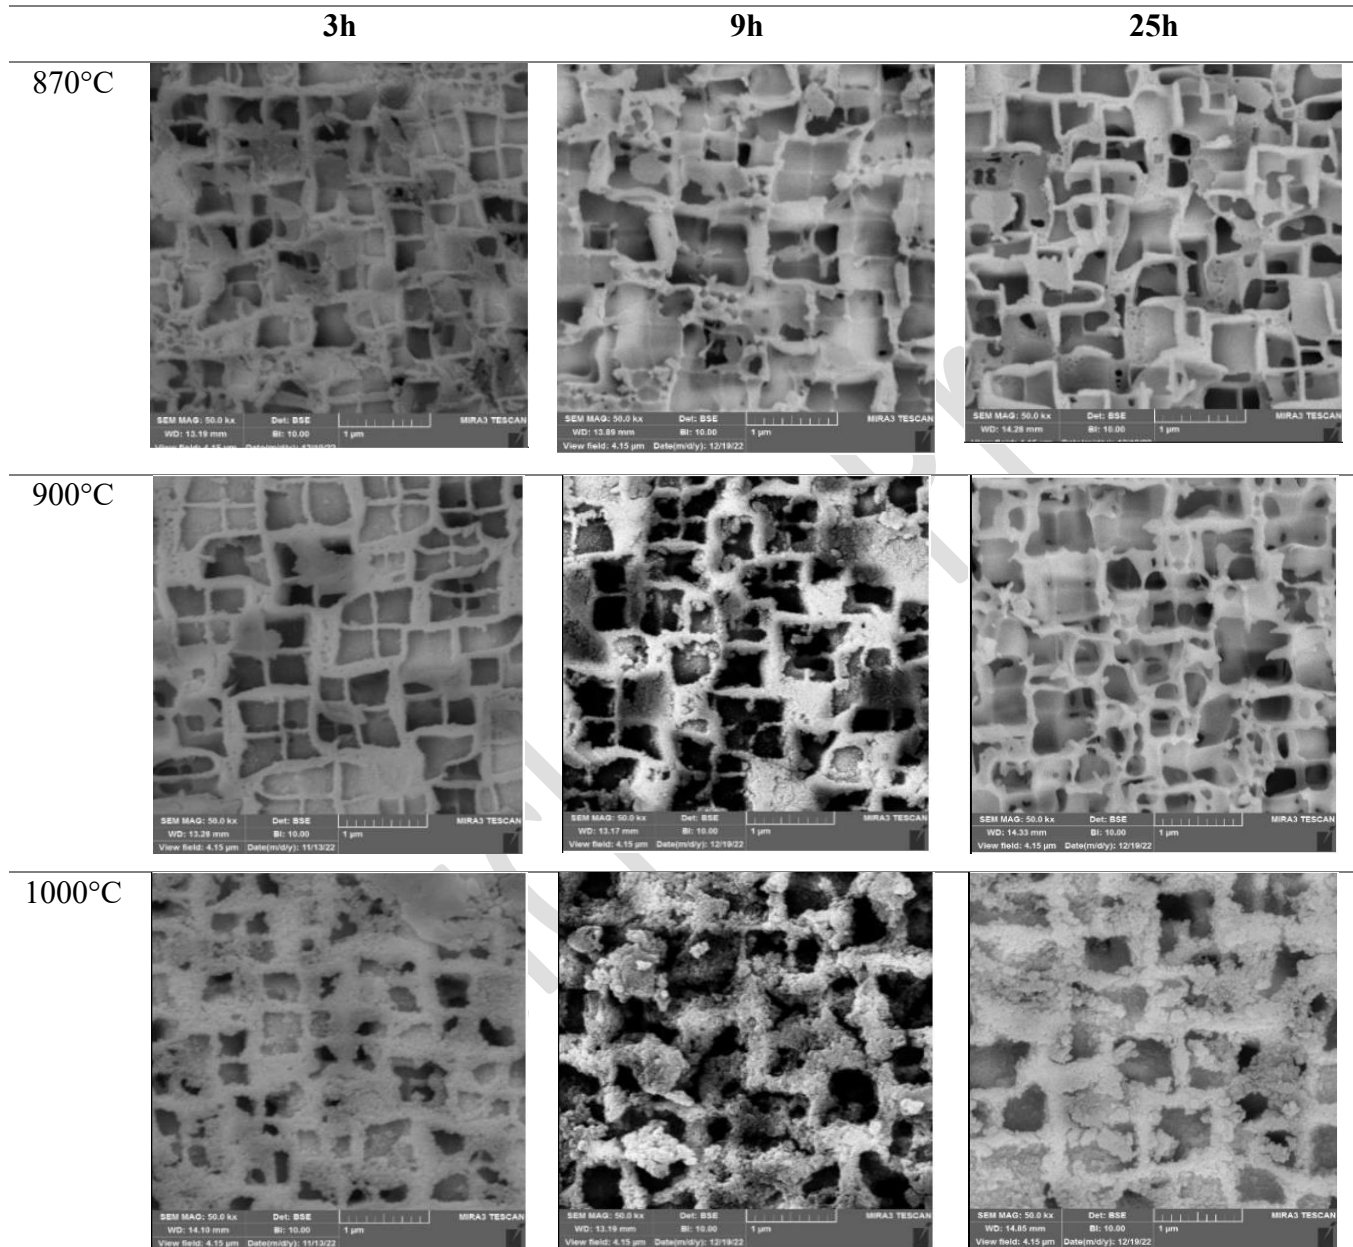 3h 9h 25h
870°C
SEM MAG: 50.0 kx Det: BSE MIRA3 TESCAN
WD: 13.19 mm BI: 10.00 1 µm
View field: 4.15 µm
SEM MAG: 50.0 kx Det: BSE MIRA3 TESCAN
WD: 13.89 mm BI: 10.00 1 µm
View field: 4.15 µm Date(m/d/y): 12/19/22
SEM MAG: 50.0 kx Det: BSE MIRA3 TESCAN
WD: 14.28 mm BI: 10.00 1 µm
900°C
SEM MAG: 50.0 kx Det: BSE MIRA3 TESCAN
WD: 13.28 mm BI: 10.00 1 µm
View field: 4.15 µm Date(m/d/y): 11/13/22
SEM MAG: 50.0 kx Det: BSE MIRA3 TESCAN
WD: 13.17 mm BI: 10.00 1 µm
View field: 4.15 µm Date(m/d/y): 12/19/22
SEM MAG: 50.0 kx Det: BSE MIRA3 TESCAN
WD: 14.33 mm BI: 10.00 1 µm
View field: 4.15 µm Date(m/d/y): 12/19/22
1000°C
SEM MAG: 50.0 kx Det: BSE MIRA3 TESCAN
WD: 14.10 mm BI: 10.00 1 µm
View field: 4.15 µm Date(m/d/y): 11/13/22
SEM MAG: 50.0 kx Det: BSE MIRA3 TESCAN
WD: 13.19 mm BI: 10.00 1 µm
View field: 4.15 µm Date(m/d/y): 12/19/22
SEM MAG: 50.0 kx Det: BSE MIRA3 TESCAN
WD: 14.85 mm BI: 10.00 1 µm
View field: 4.15 µm Date(m/d/y): 12/19/22